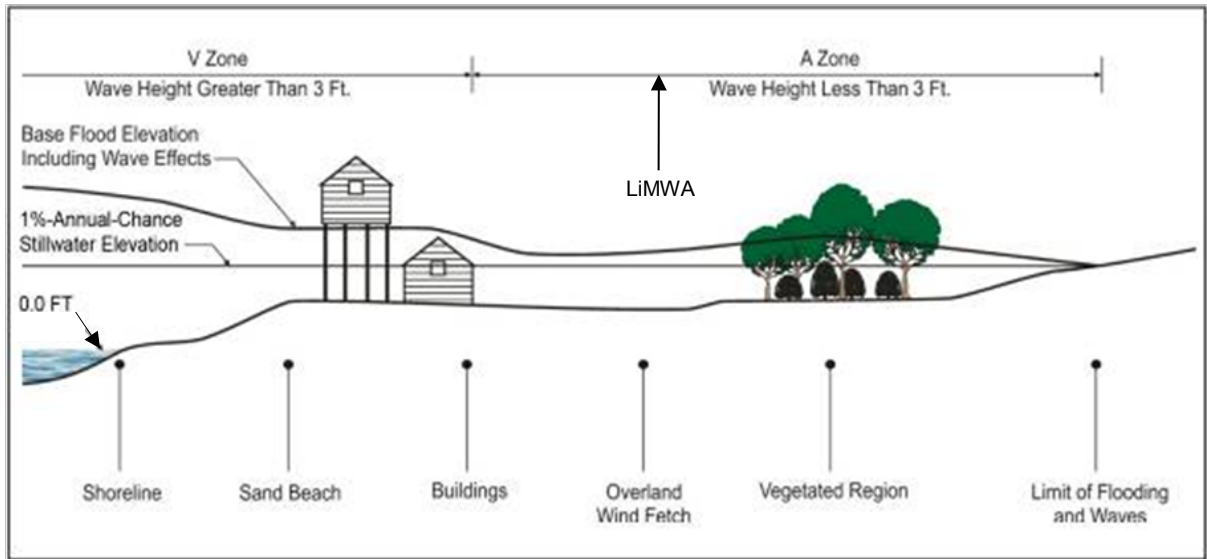 V Zone
A Zone
Wave Height Greater Than 3 Ft.
Wave Height Less Than 3 Ft.
Base Flood Elevation
Including Wave Effects
LiMWA
1%-Annual-Chance
Stillwater Elevation
0.0 FT
Shoreline
Sand Beach
Buildings
Overland
Wind Fetch
Vegetated Region
Limit of Flooding
and Waves